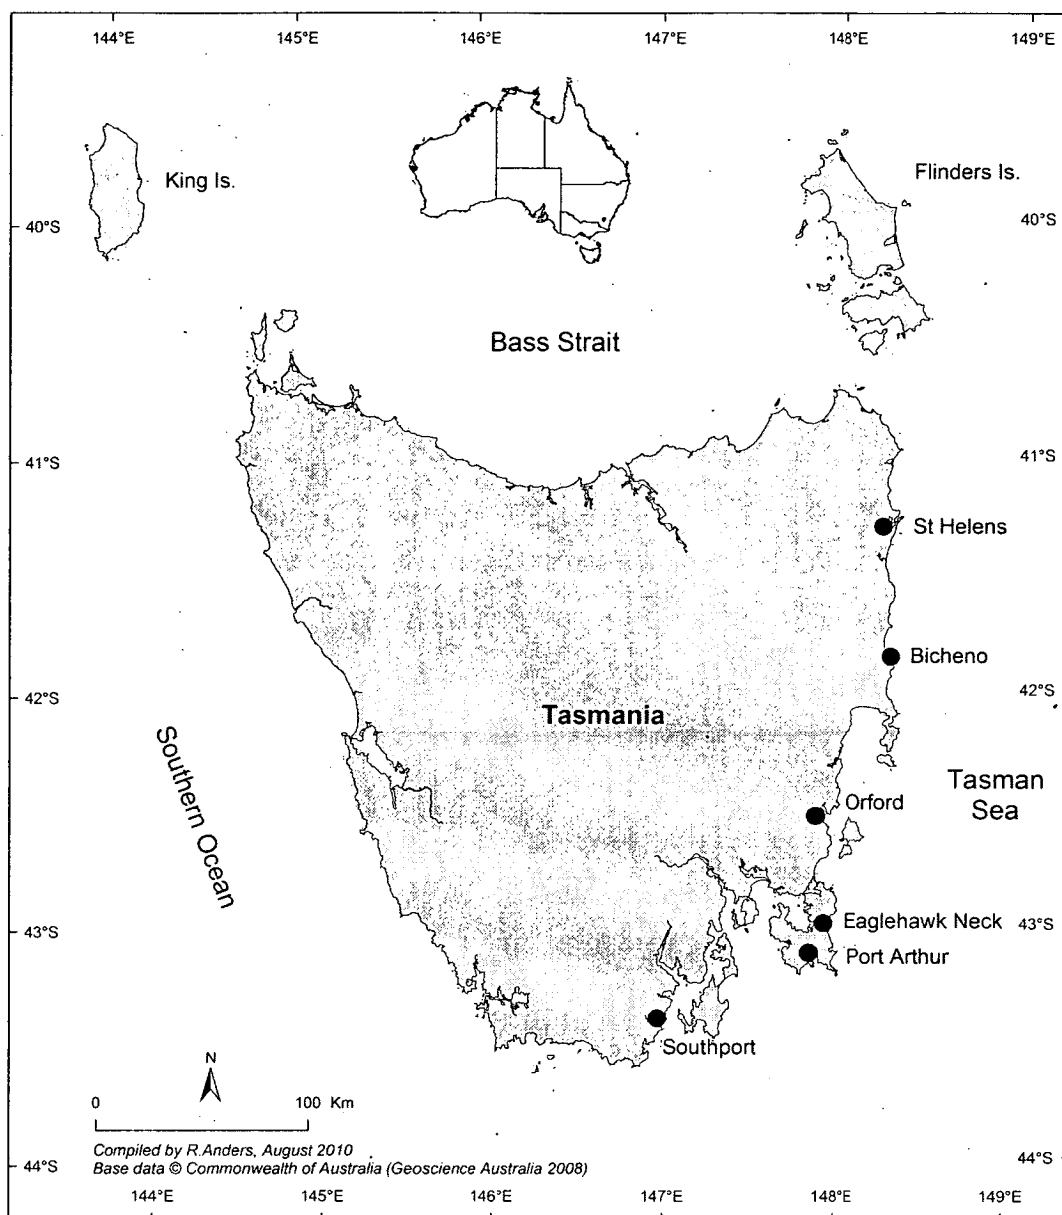 144°E 145°E 146°E 147°E 148°E 149°E
King Is.
Flinders Is.
40°S 40°S
Bass Strait
41°S 41°S
St Helens
Bicheno
42°S 42°S
Tasmania
Southern Ocean
Tasman
Sea
Orford
Eaglehawk Neck
43°S 43°S
Port Arthur
Southport
N
0 100 Km
Compiled by R.Anders, August 2010
Base data © Commonwealth of Australia (Geoscience Australia 2008)
44°S 44°S
144°E 145°E 146°E 147°E 148°E 149°E